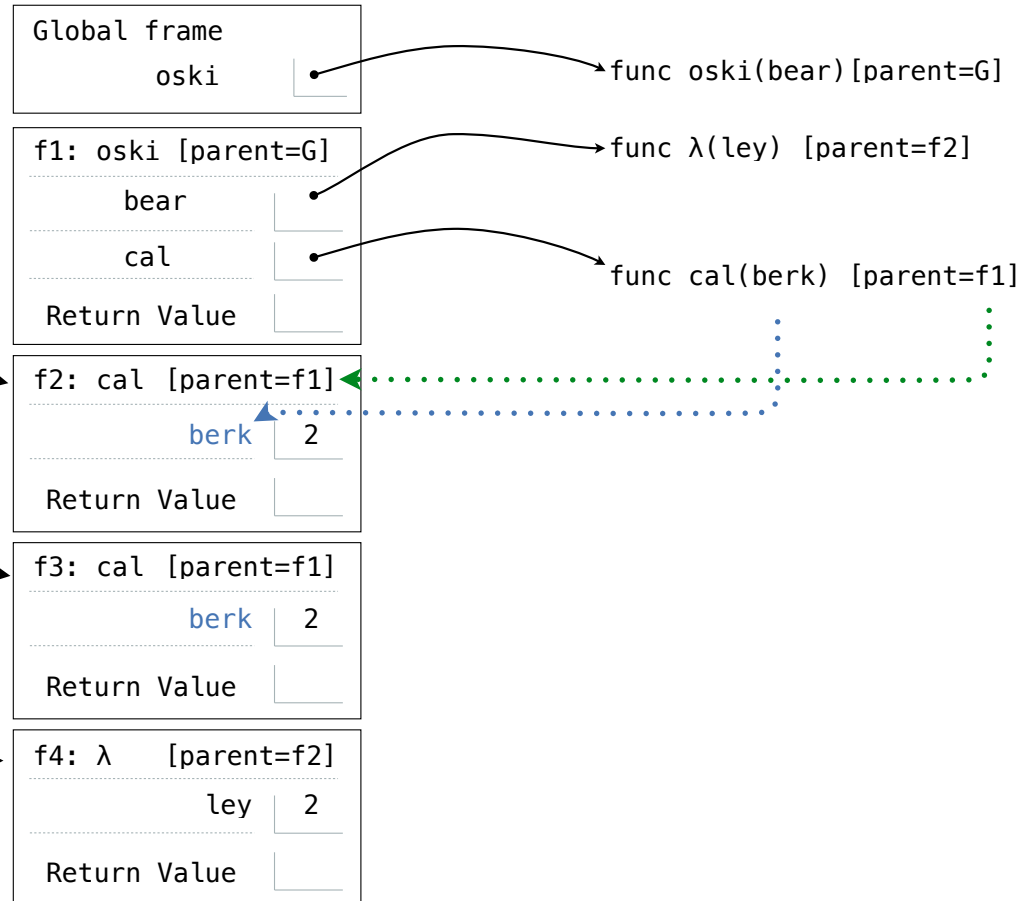 Global frame
oski
func oski(bear)[parent=G]
f1: oski [parent=G]
func λ(ley) [parent=f2]
bear
cal
func cal(berk) [parent=f1]
Return Value
f2: cal [parent=f1]
berk 2
Return Value
f3: cal [parent=f1]
berk 2
Return Value
f4: λ [parent=f2]
ley 2
Return Value